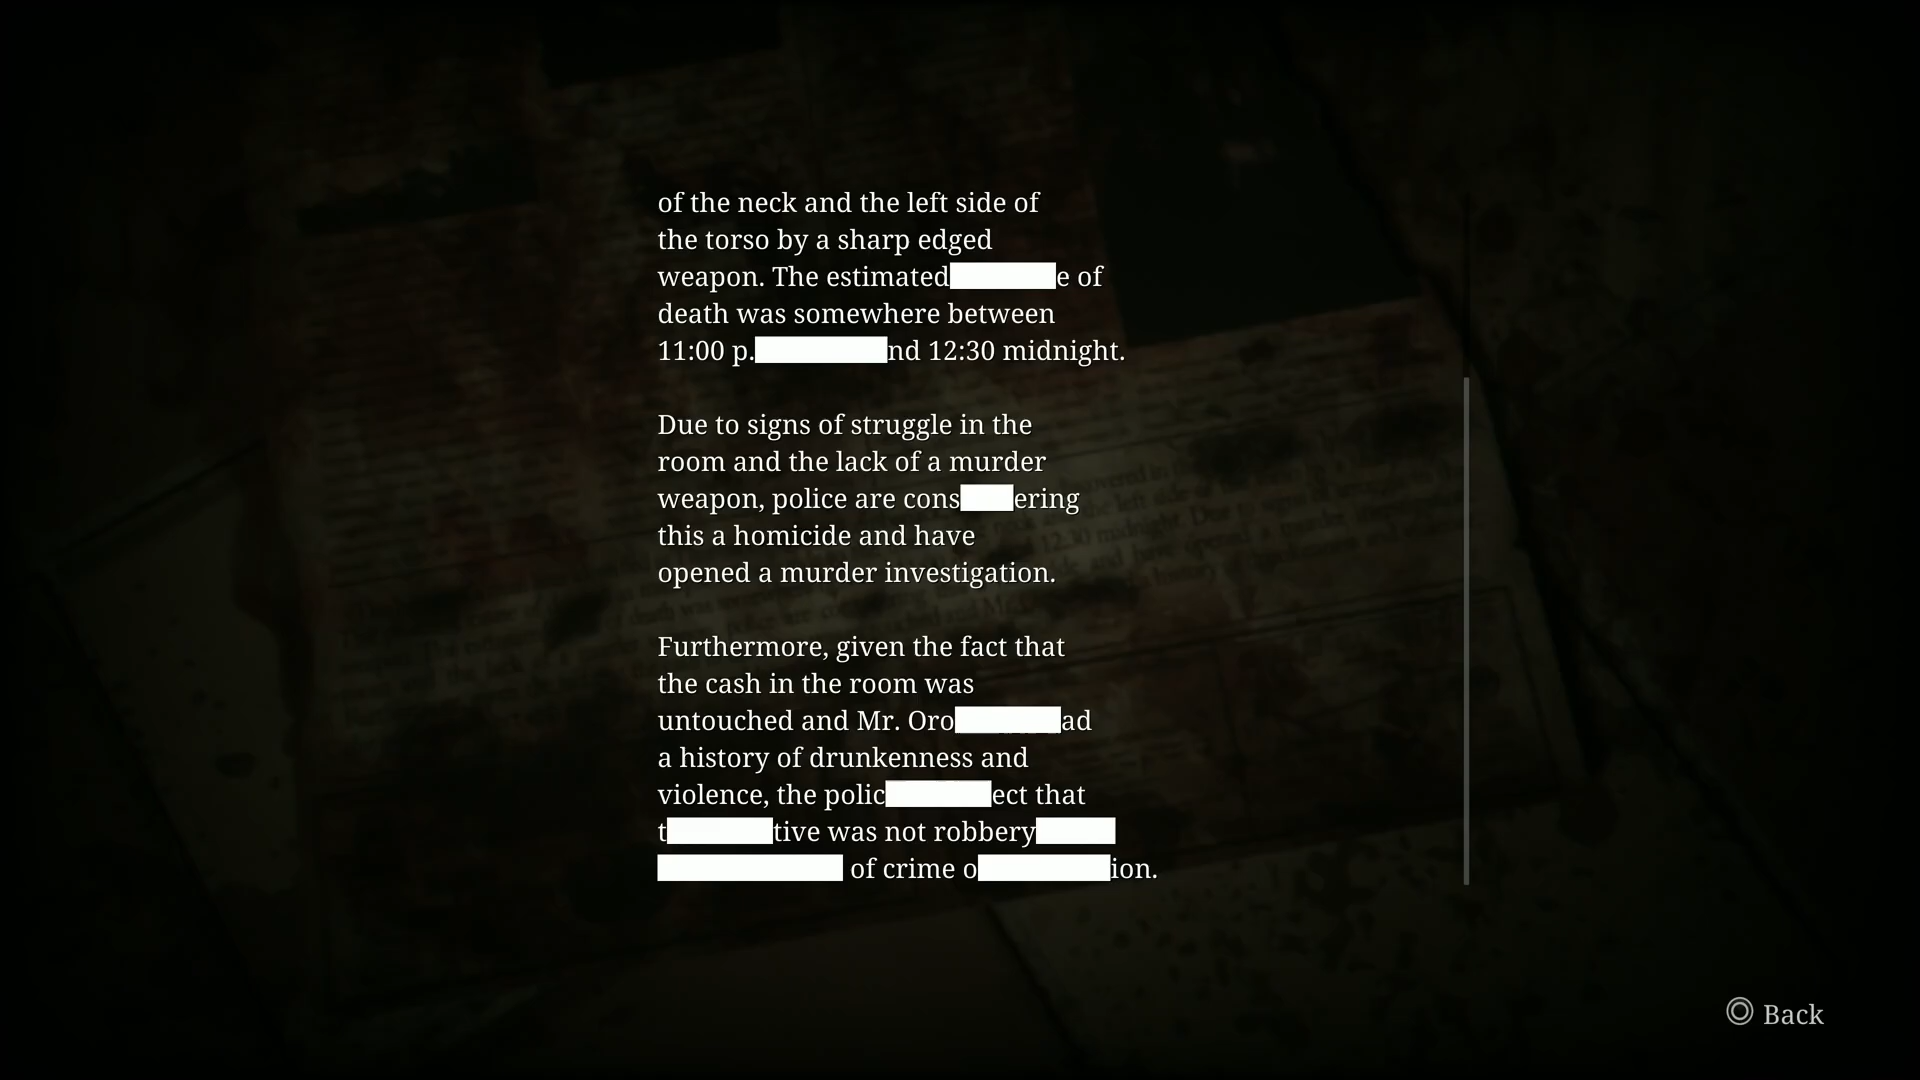 of the neck and the left side of
the torso by a sharp edged
weapon. The estimated e of
death was somewhere between
11:00 p. nd 12:30 midnight.
Due to signs of struggle in the
room and the lack of a murder
weapon, police are cons ering
this a homicide and have
opened a murder investigation.
Furthermore, given the fact that
the cash in the room was
untouched and Mr. Oro ad
a history of drunkenness and
violence, the polic ect that
t tive was not robbery
of crime o ion.
Back